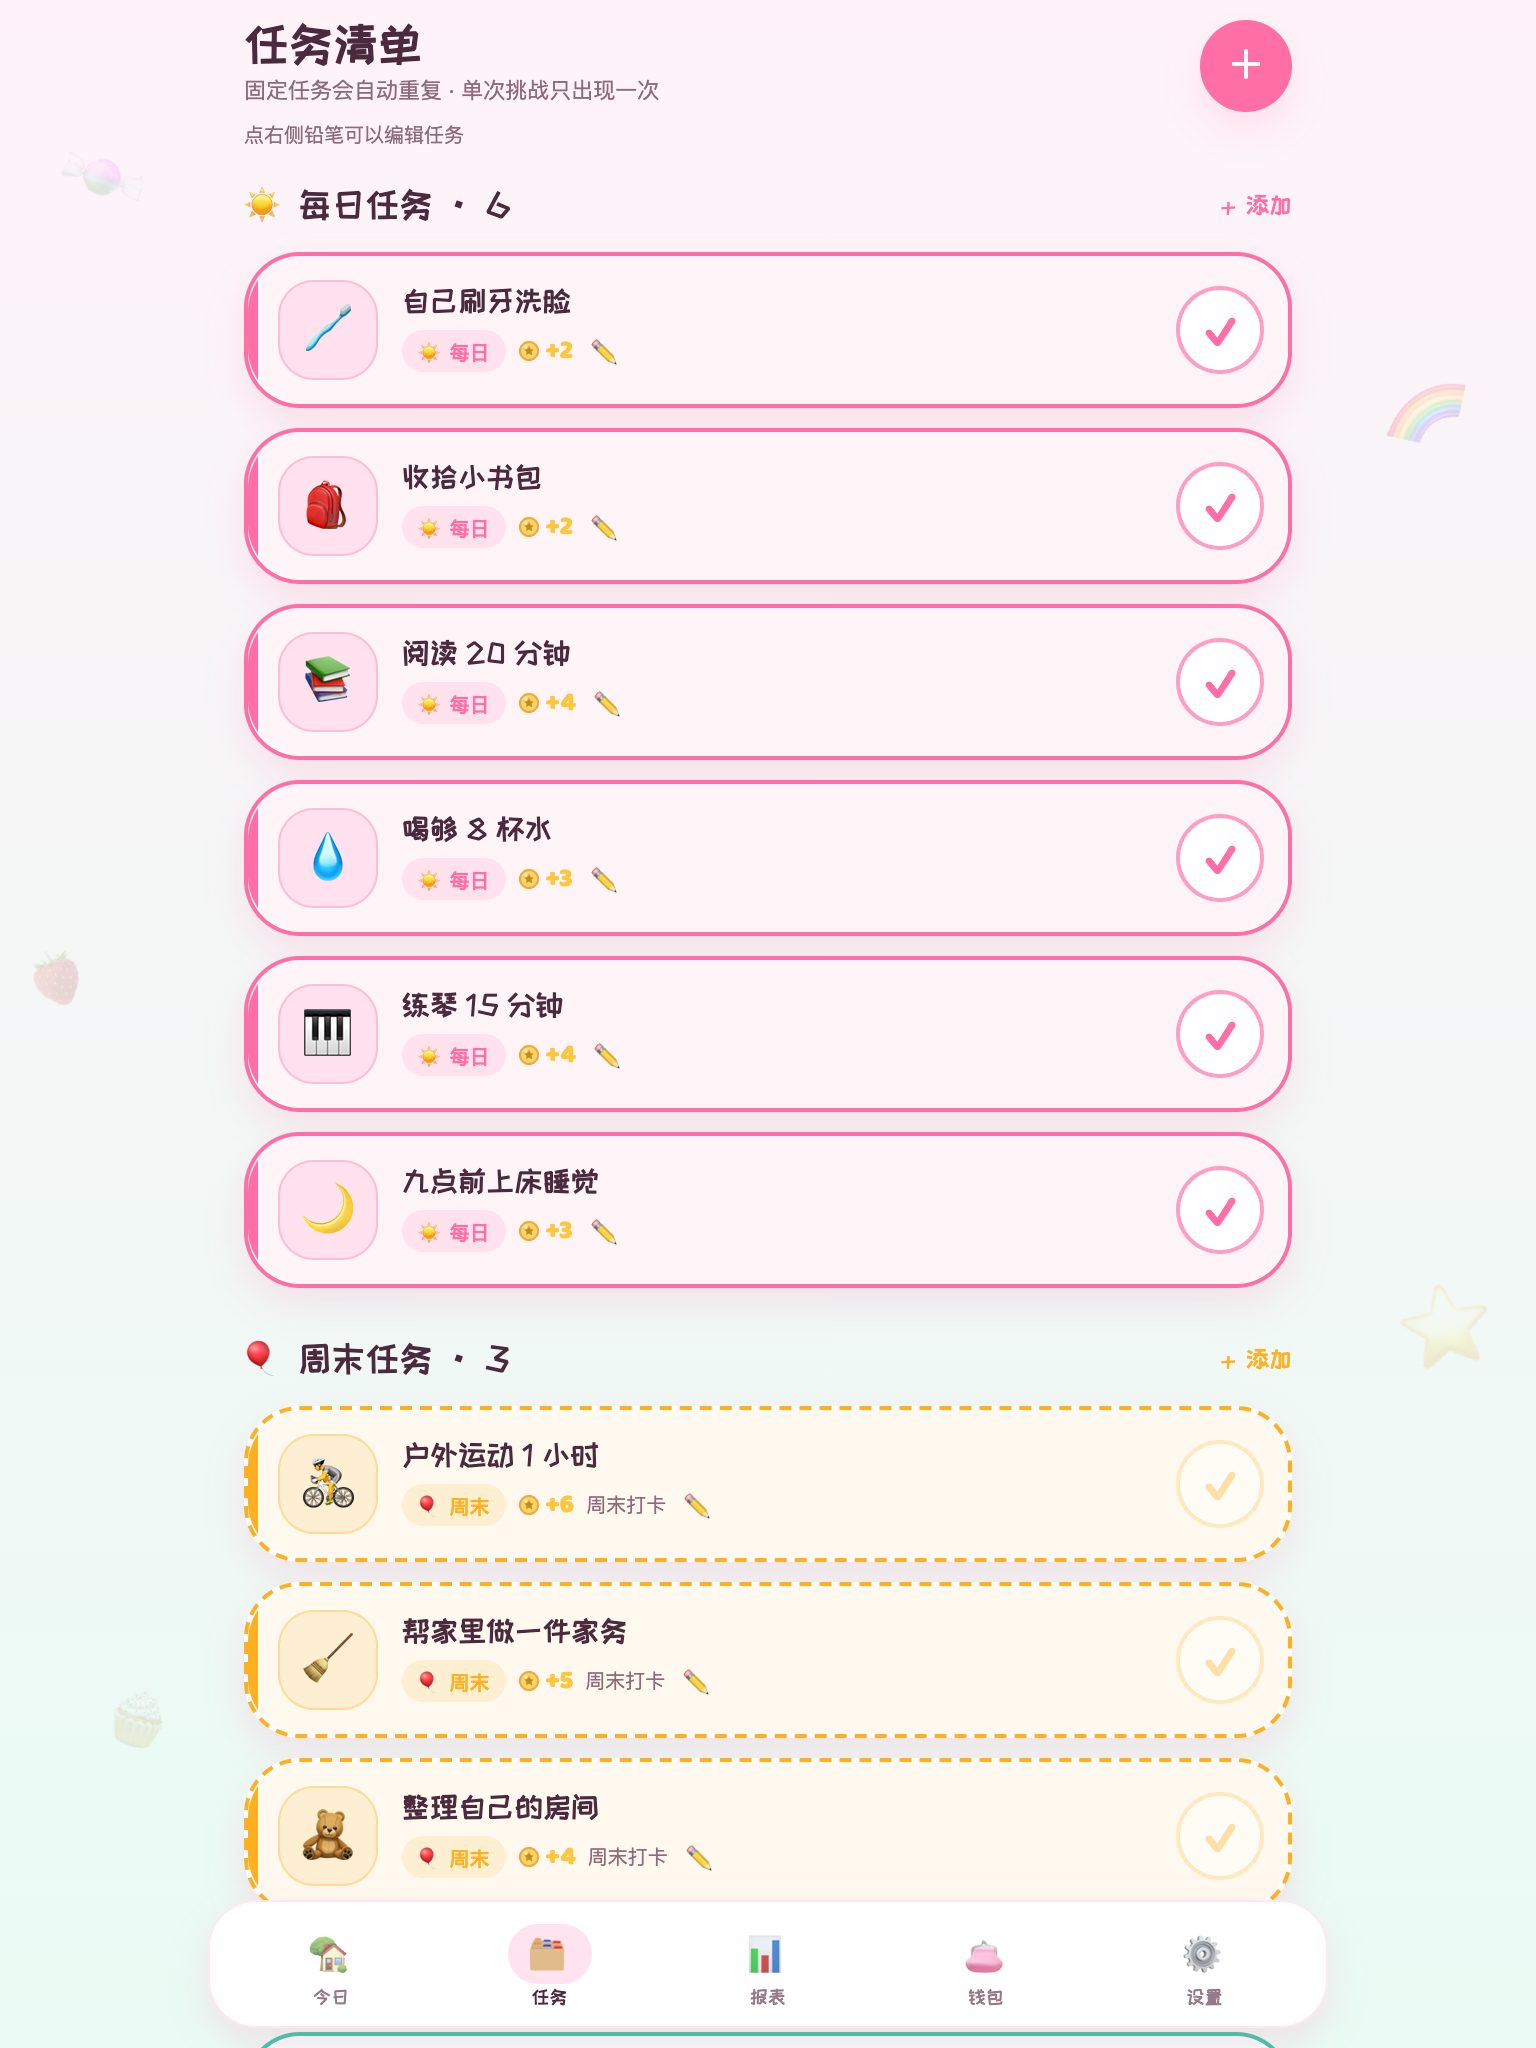 任务清单
固定任务会自动重复 · 单次挑战只出现一次
点右侧铅笔可以编辑任务
每日任务 · 6
+ 添加
自己刷牙洗脸
每日 +2
收拾小书包
每日 +2
阅读 20 分钟
每日 +4
喝够 8 杯水
每日 +3
练琴 15 分钟
每日 +4
九点前上床睡觉
每日 +3
周末任务 · 3
+ 添加
户外运动 1 小时
周末 +6 周末打卡
帮家里做一件家务
周末 +5 周末打卡
整理自己的房间
周末 +4 周末打卡
今日
任务
报表
钱包
设置